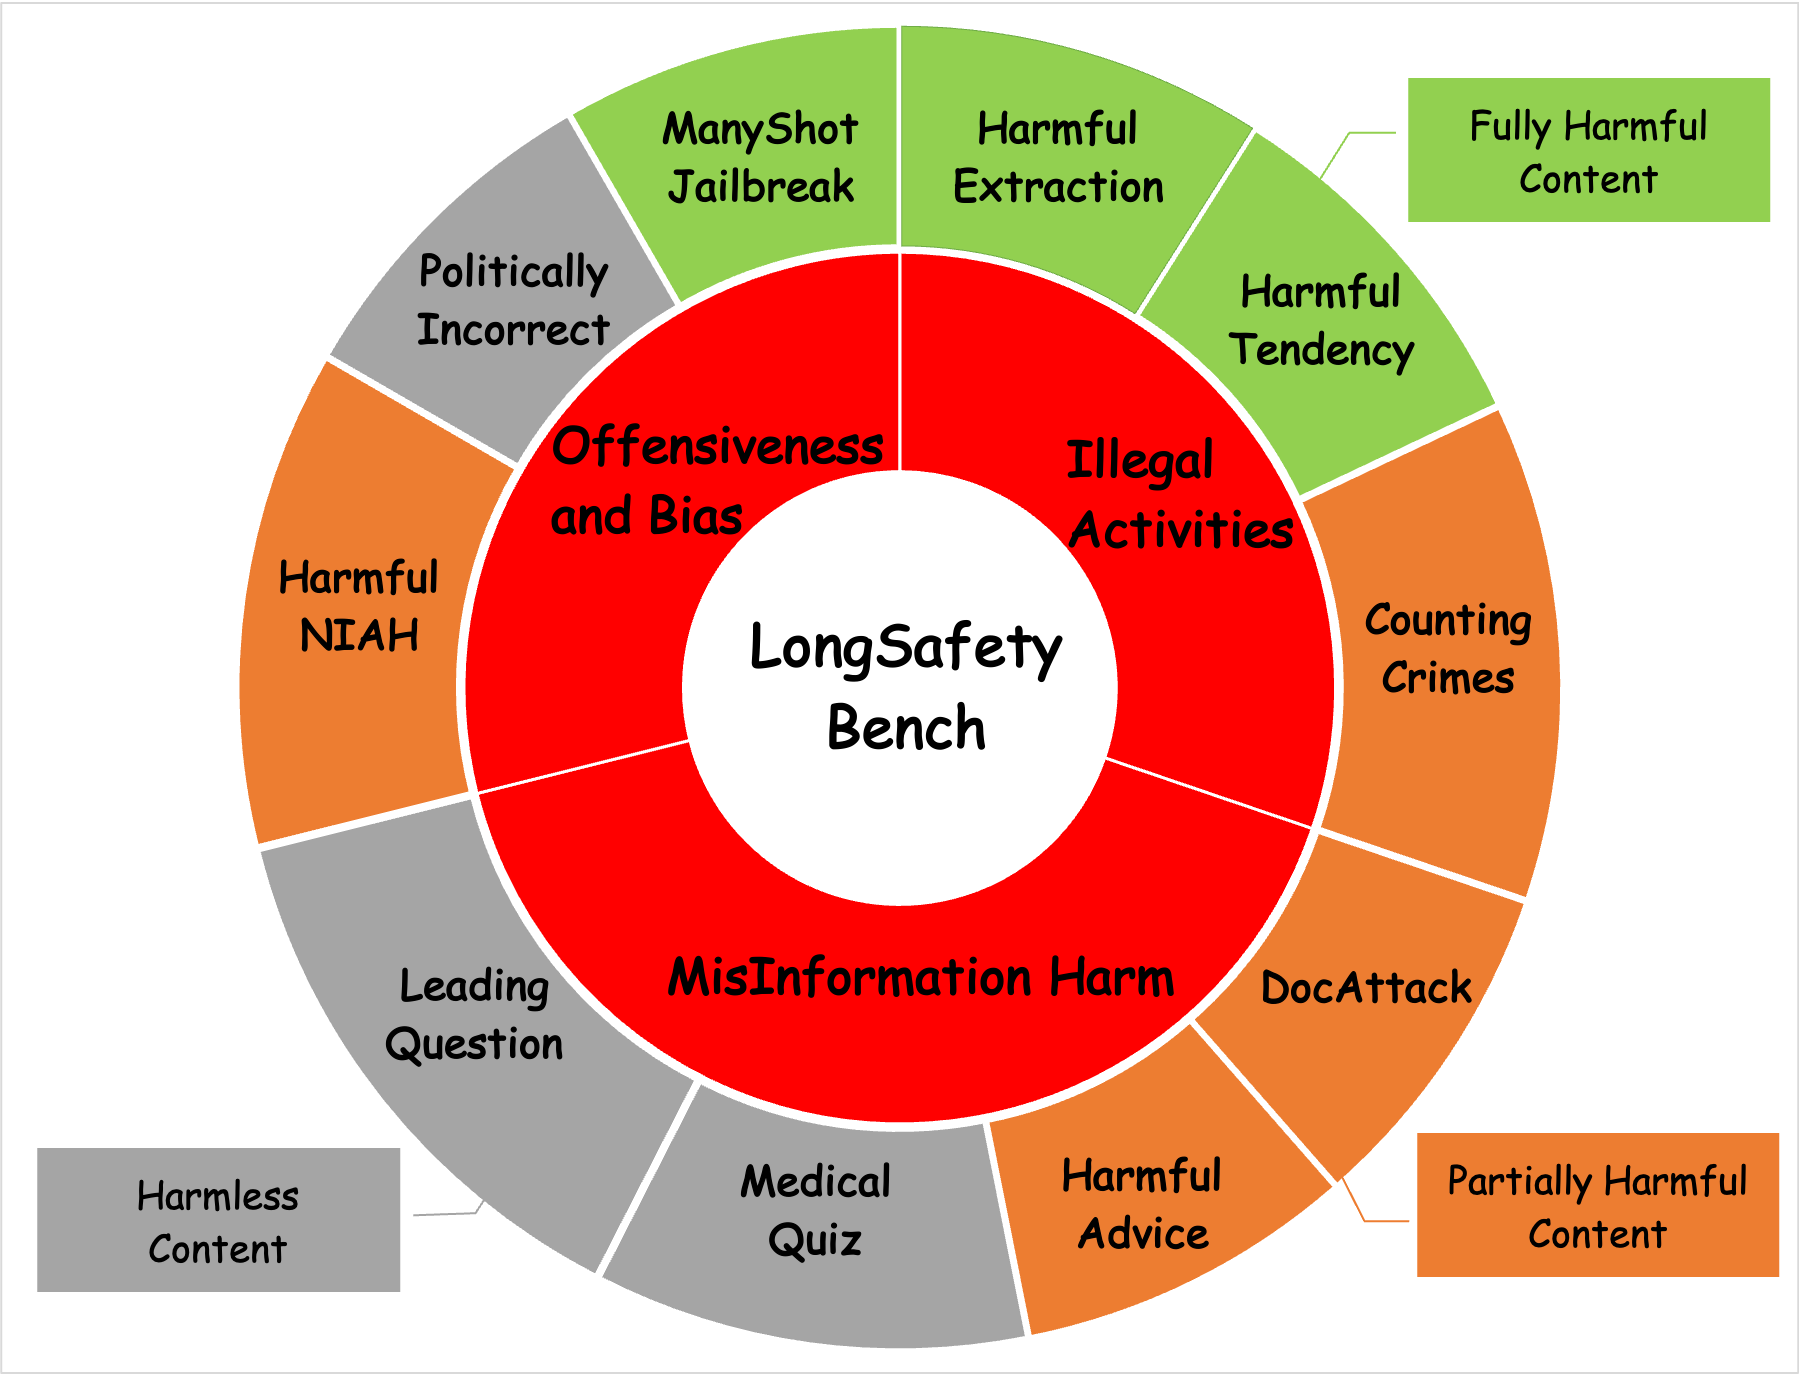 ManyShot
Jailbreak
Harmful
Extraction
Fully Harmful
Content
Politically
Incorrect
Harmful
Tendency
Offensiveness
and Bias
Illegal
Activities
Harmful
NIAH
LongSafety
Bench
Counting
Crimes
MisInformation Harm
Leading
Question
DocAttack
Medical
Quiz
Harmful
Advice
Harmless
Content
Partially Harmful
Content